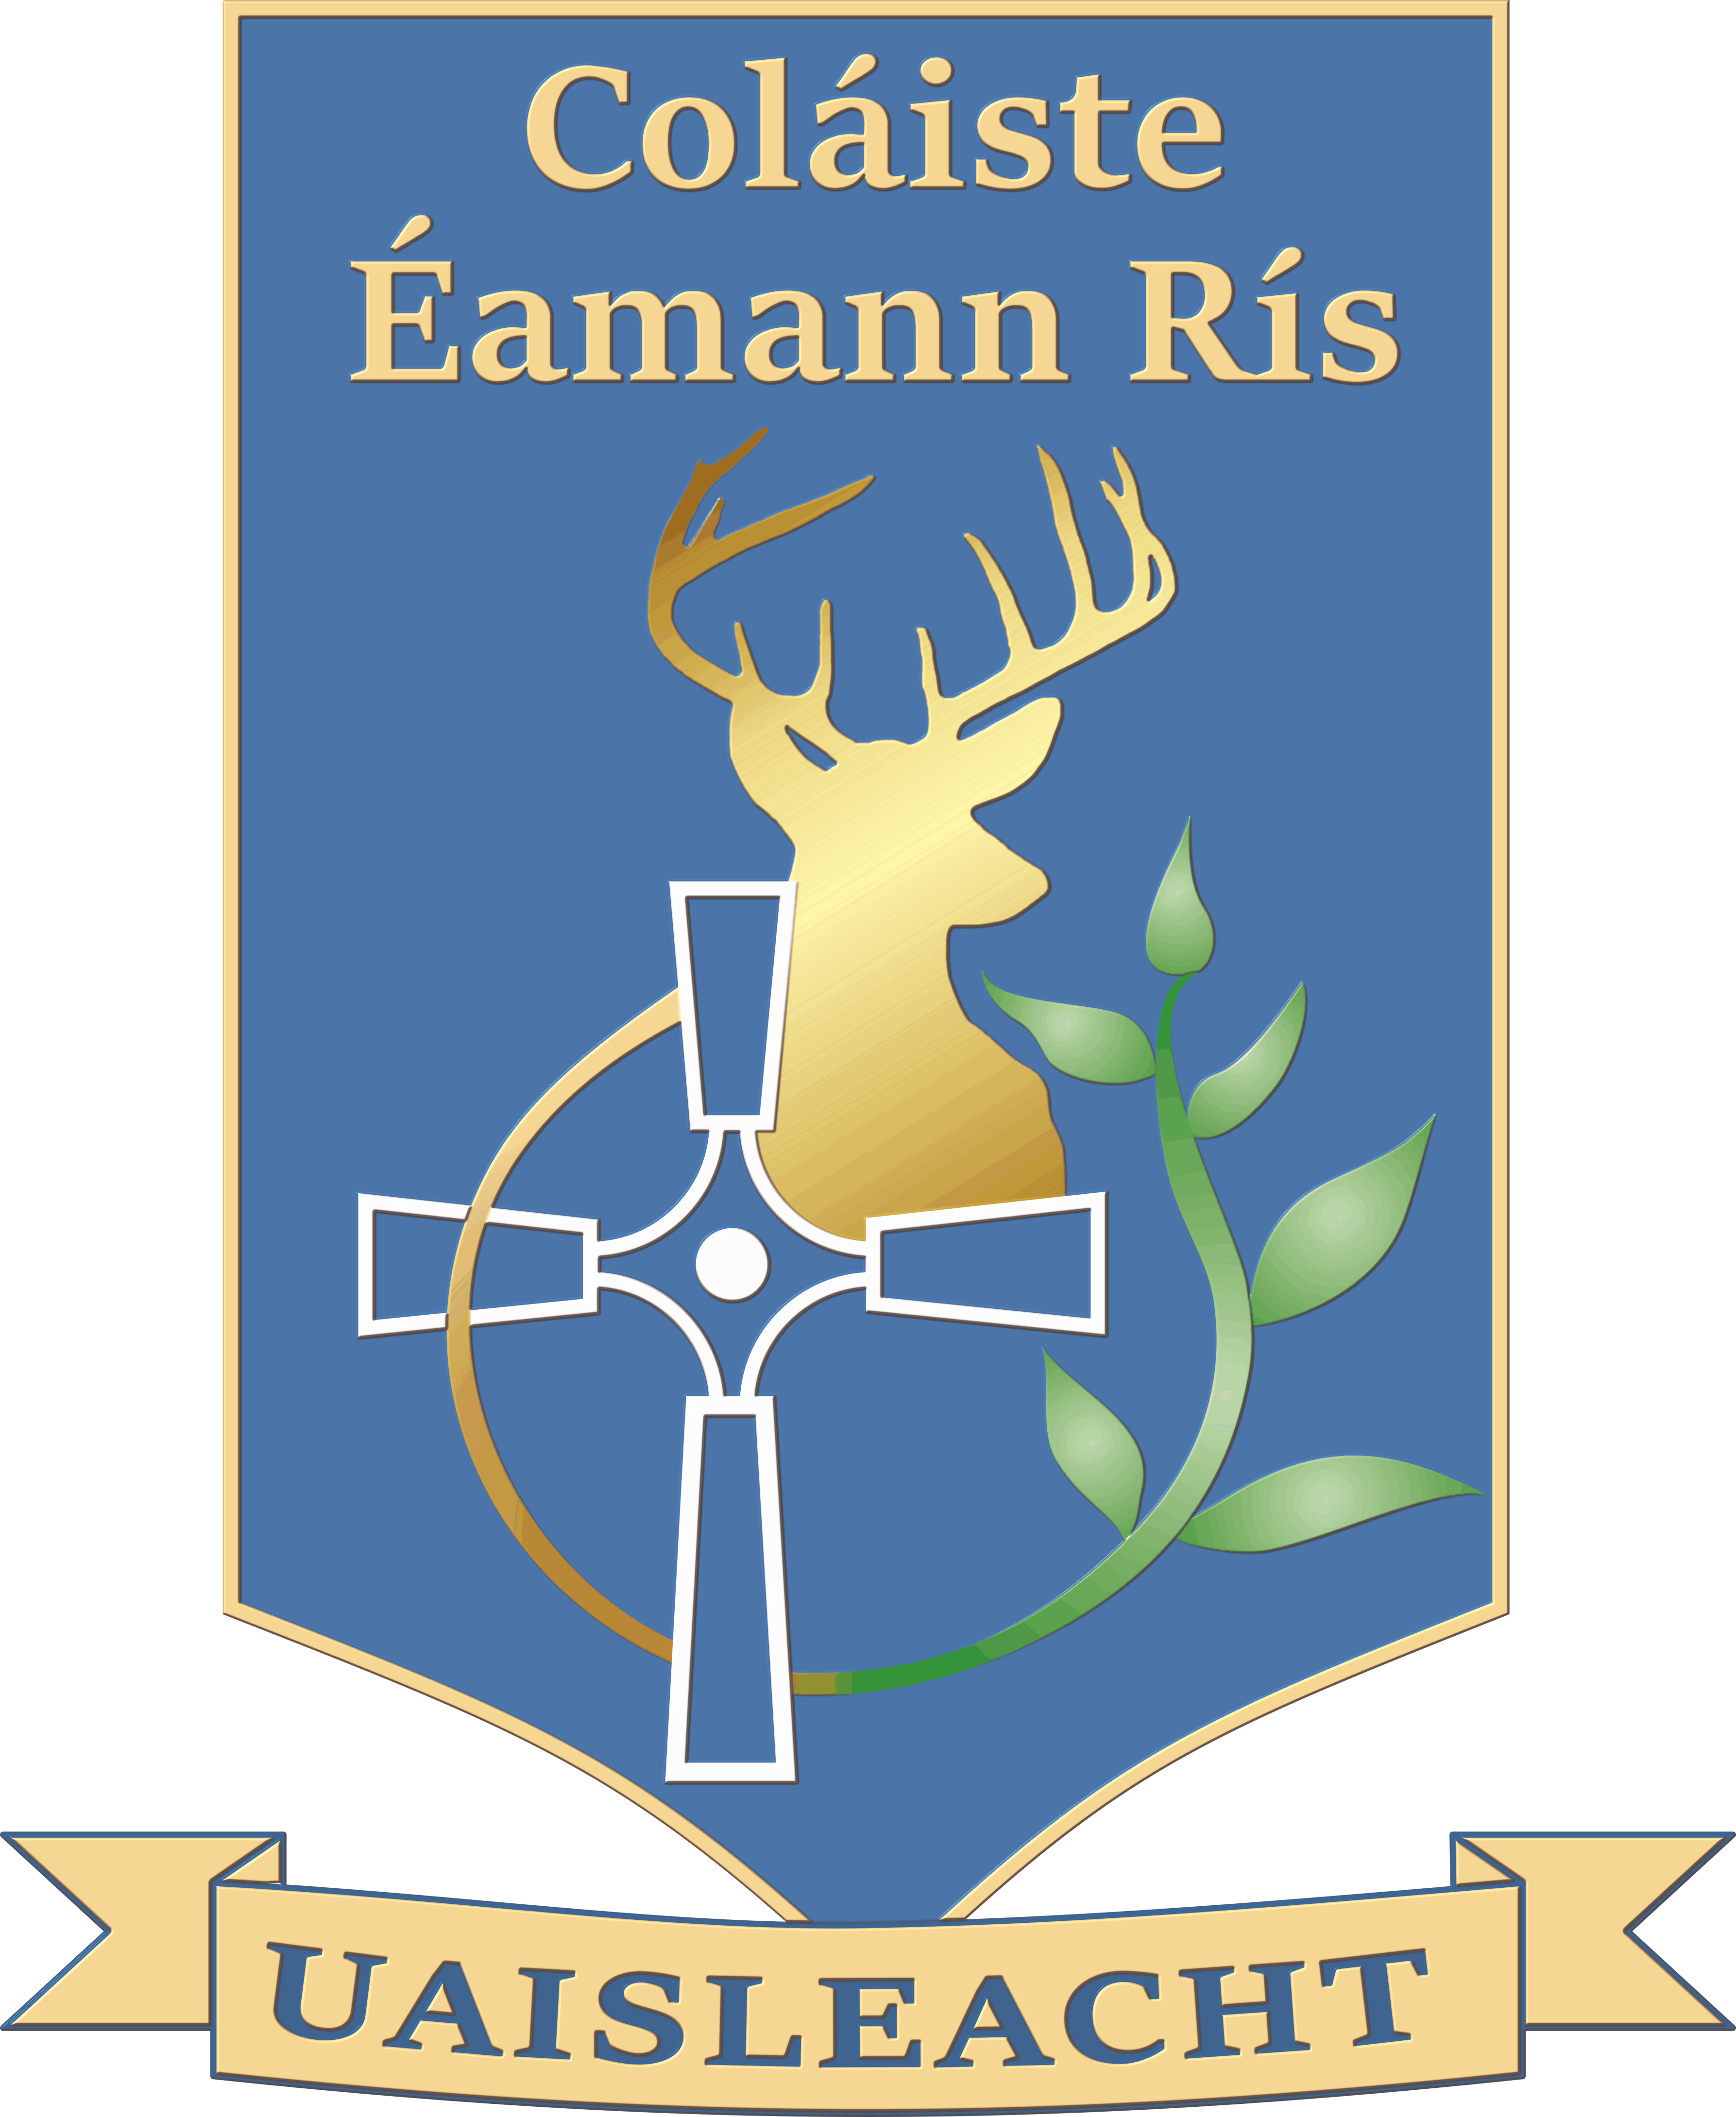 Coláiste
Éamann Rís
UAISLEACHT